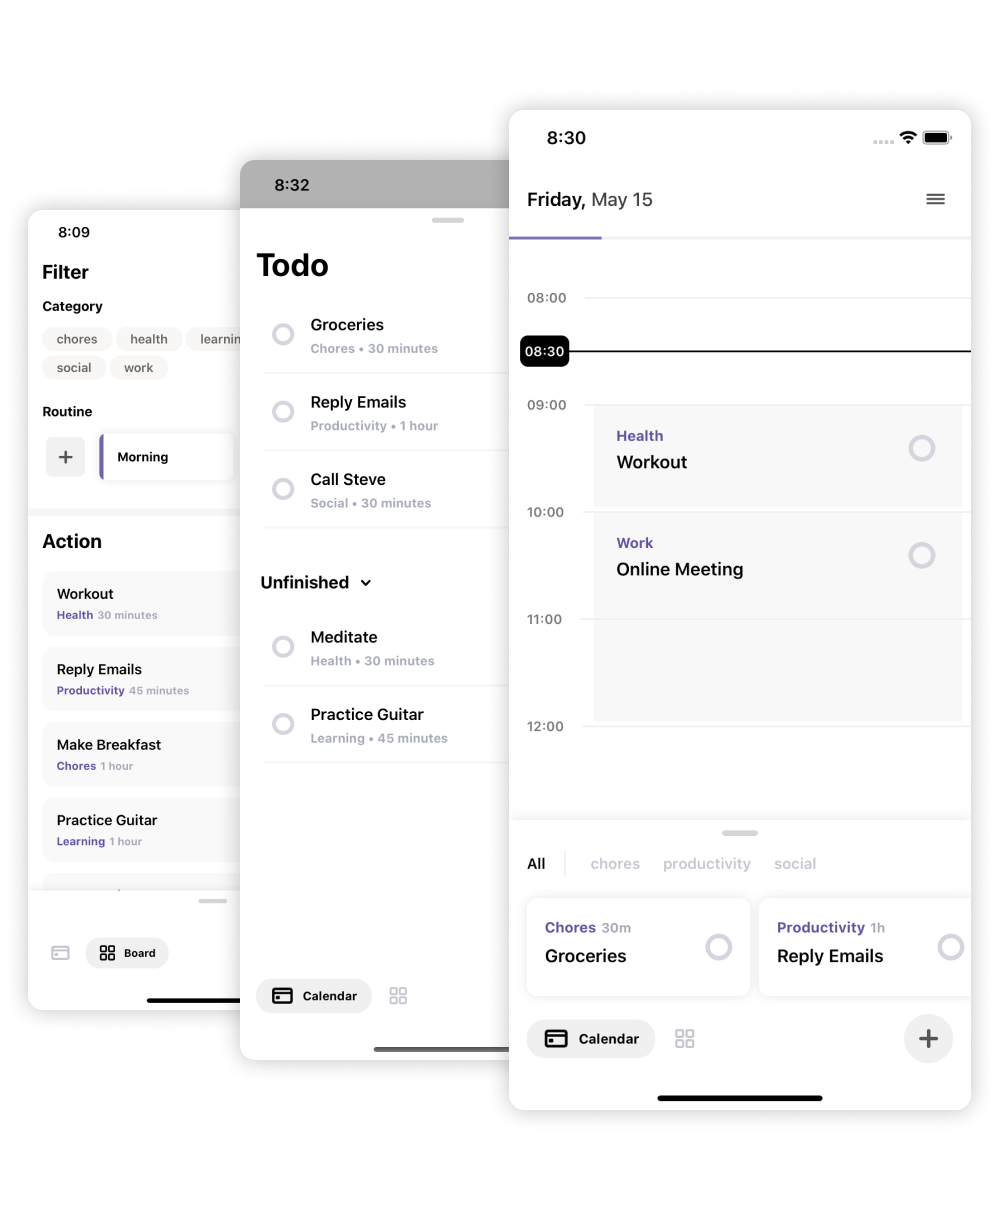 8:09
Filter
Category
chores health learnin
social work
Routine
Morning
Action
Workout
Health 30 minutes
Reply Emails
Productivity 45 minutes
Make Breakfast
Chores 1 hour
Practice Guitar
Learning 1 hour
Board
8:32
Todo
Groceries
Chores • 30 minutes
Reply Emails
Productivity • 1 hour
Call Steve
Social • 30 minutes
Unfinished
Meditate
Health • 30 minutes
Practice Guitar
Learning • 45 minutes
Calendar
8:30
Friday, May 15
08:00
08:30
09:00
Health
Workout
10:00
Work
Online Meeting
11:00
12:00
All chores productivity social
Chores 30m
Groceries
Productivity 1h
Reply Emails
Calendar